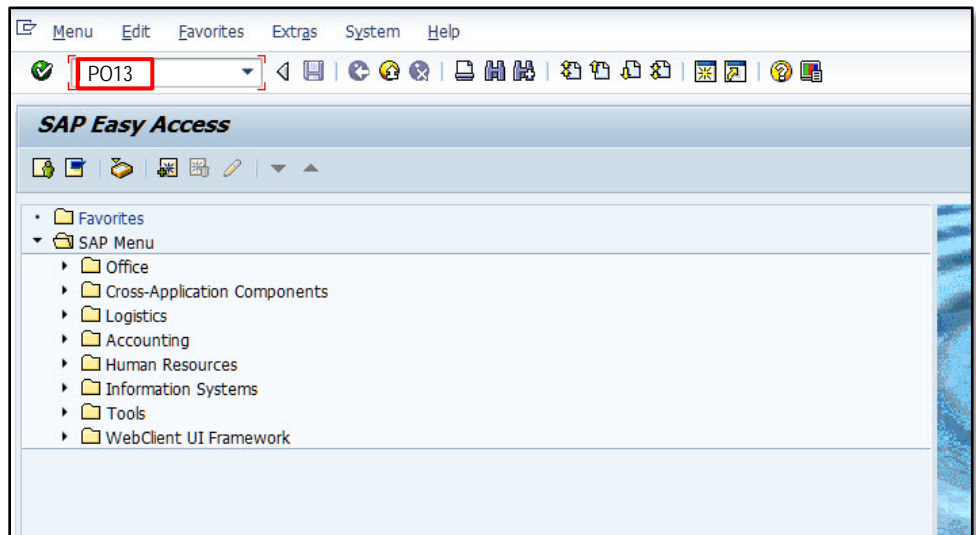 Menu Edit Favorites Extras System Help
PO13
SAP Easy Access
Favorites
SAP Menu
Office
Cross-Application Components
Logistics
Accounting
Human Resources
Information Systems
Tools
WebClient UI Framework